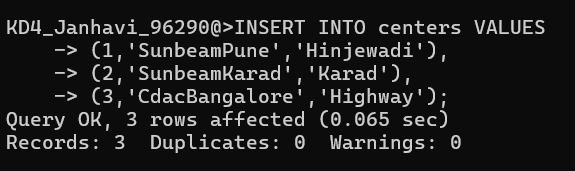 KD4_Janhavi_96290@>INSERT INTO centers VALUES
    -> (1,'SunbeamPune','Hinjewadi'),
    -> (2,'SunbeamKarad','Karad'),
    -> (3,'CdacBangalore','Highway');
Query OK, 3 rows affected (0.065 sec)
Records: 3  Duplicates: 0  Warnings: 0